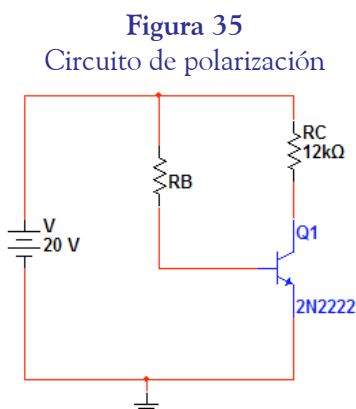 Figura 35
Circuito de polarización
RC
12kΩ
RB
V
20 V
Q1
2N2222